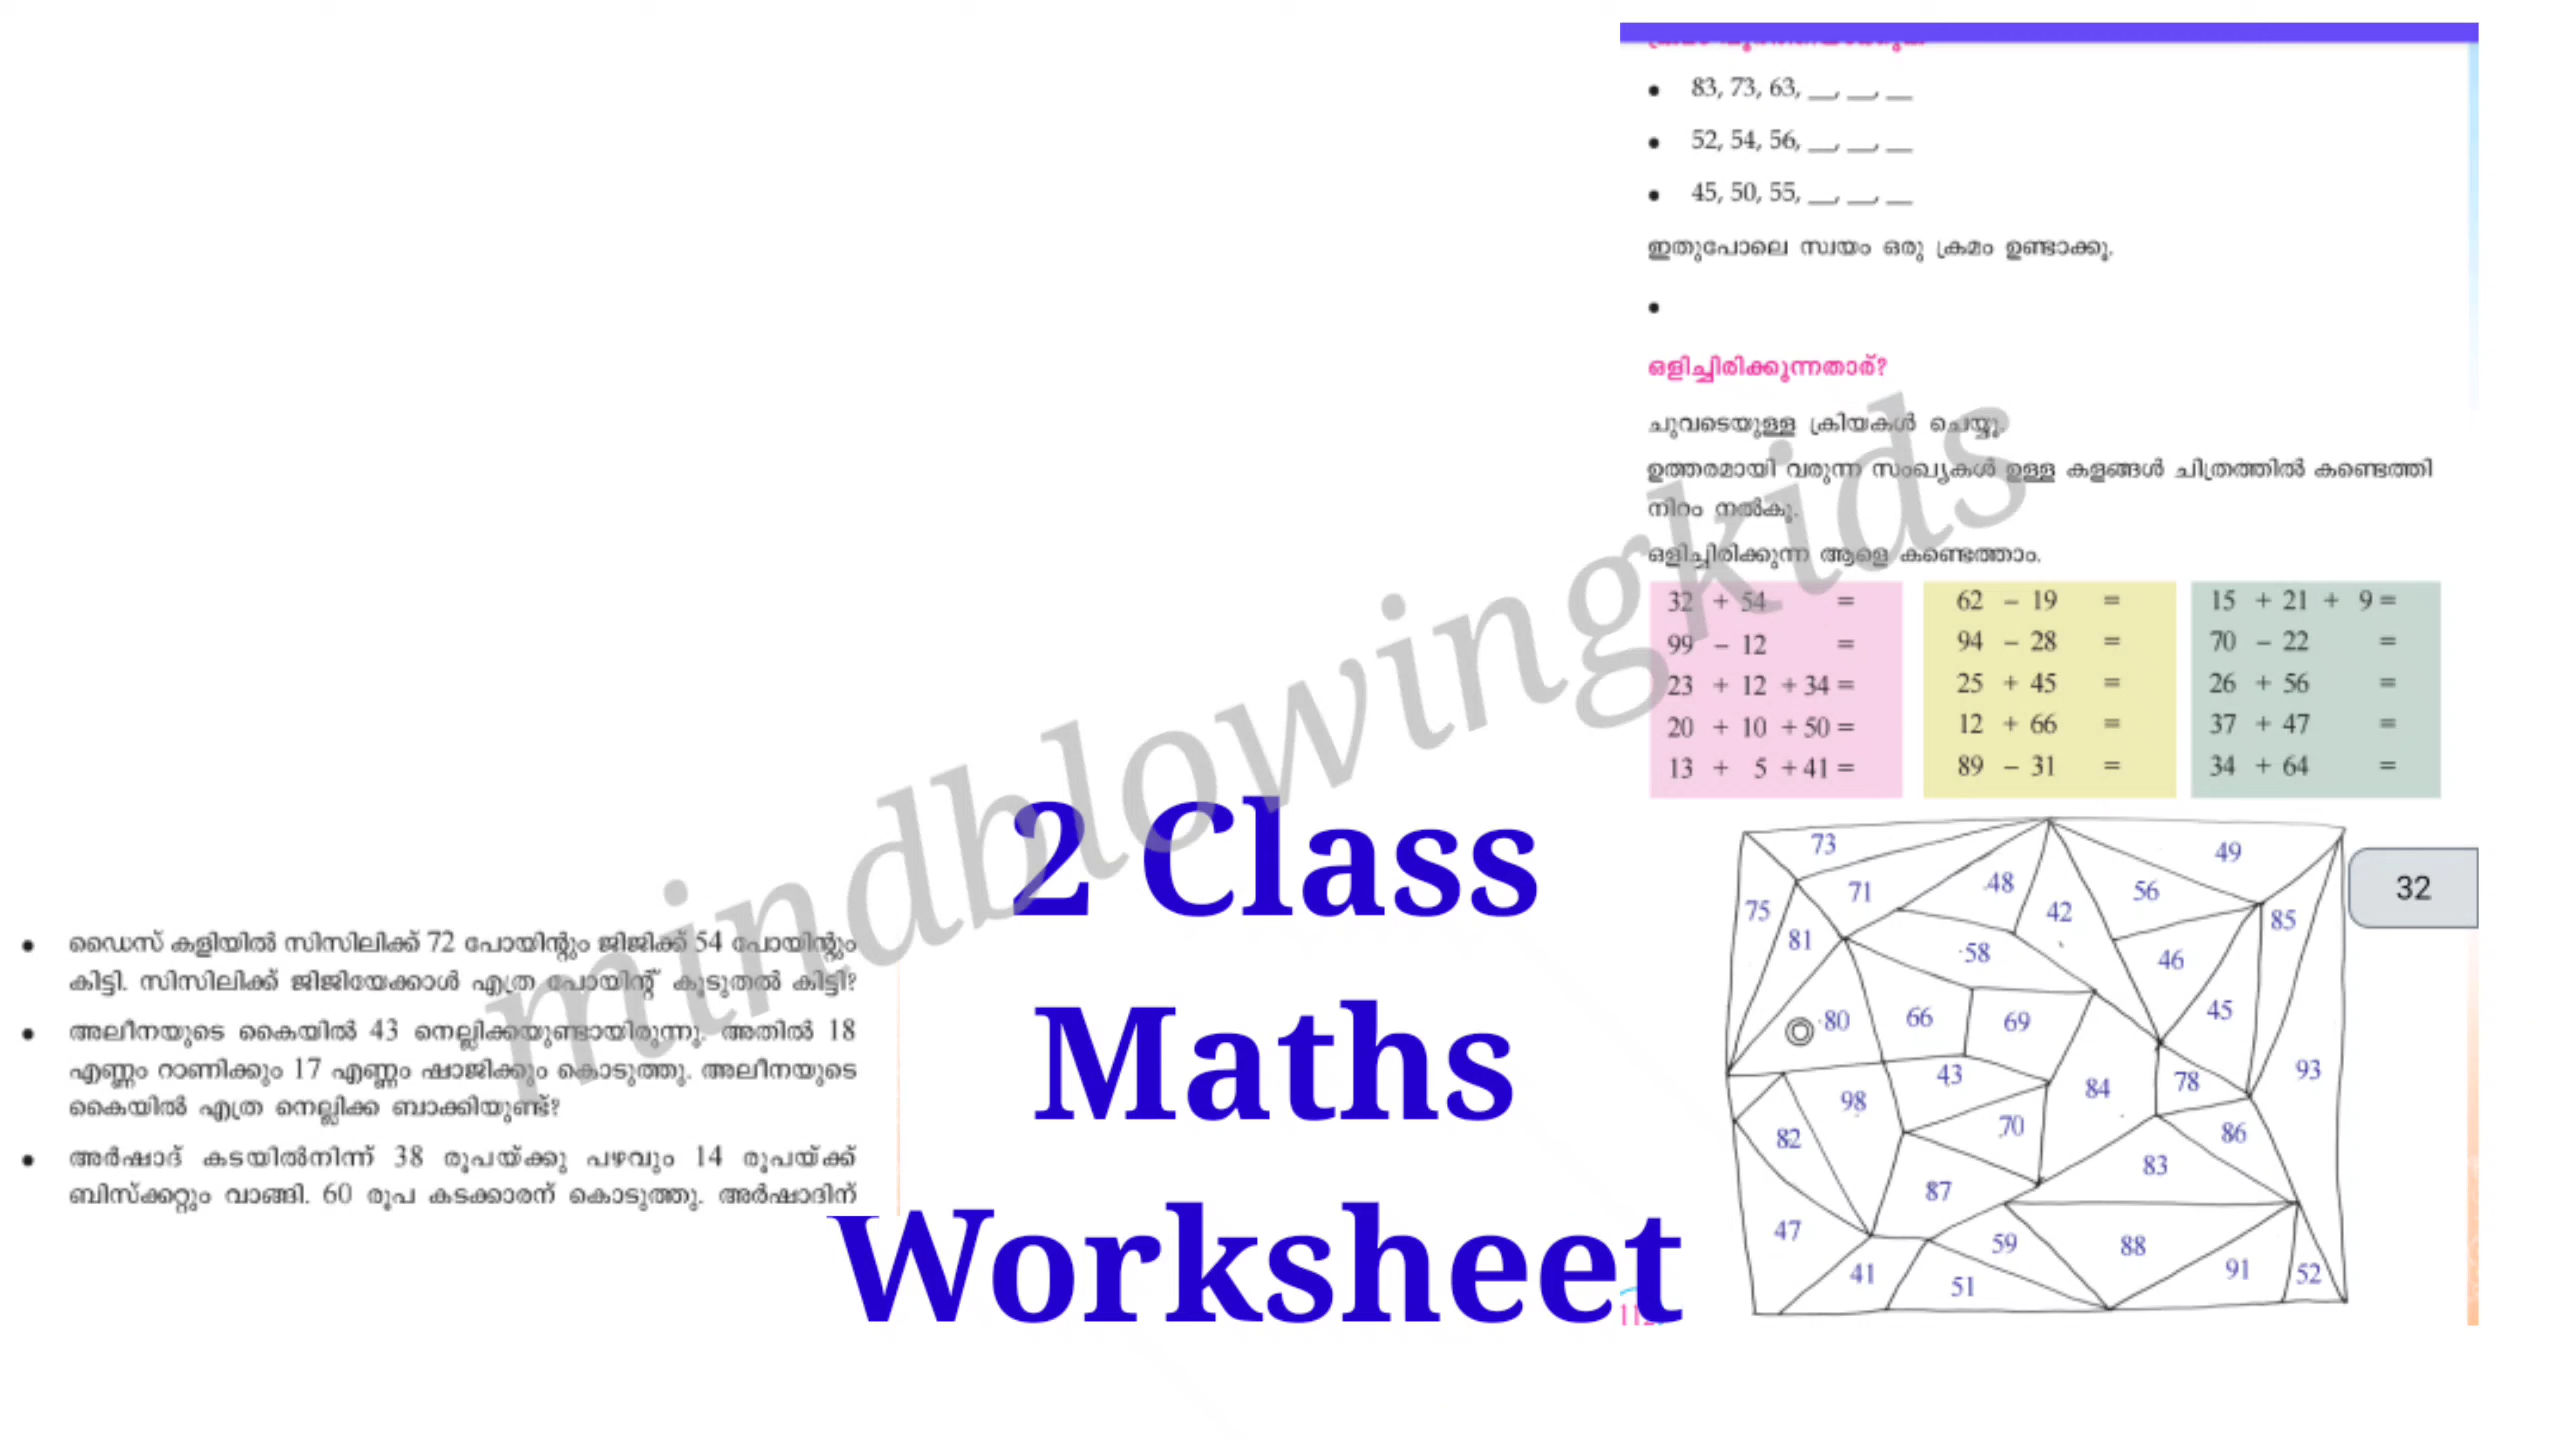 83, 73, 63, __, __, __
52, 54, 56, __, __, __
45, 50, 55, __, __, __
ഇതുപോലെ സ്വയം ഒരു ക്രമം ഉണ്ടാക്കൂ.
ഒളിച്ചിരിക്കുന്നതാര്?
ചുവടെയുള്ള ക്രിയകൾ ചെയ്യൂ.
ഉത്തരമായി വരുന്ന സംഖ്യകൾ ഉള്ള കളങ്ങൾ ചിത്രത്തിൽ കണ്ടെത്തി
നിറം നൽകൂ.
ഒളിച്ചിരിക്കുന്ന ആളെ കണ്ടെത്താം.
32 + 54 =
99 – 12 =
23 + 12 + 34 =
20 + 10 + 50 =
13 + 5 + 41 =
62 – 19 =
94 – 28 =
25 + 45 =
12 + 66 =
89 – 31 =
15 + 21 + 9 =
70 – 22 =
26 + 56 =
37 + 47 =
34 + 64 =
73
49
71
48
56
75
42
85
81
58
46
80
66
69
45
43
84
78
93
98
82
70
86
83
87
47
59
88
41
51
91
52
32
112
ഡൈസ് കളിയിൽ സിസിലിക്ക് 72 പോയിന്റും ജിജിക്ക് 54 പോയിന്റും
കിട്ടി. സിസിലിക്ക് ജിജിയേക്കാൾ എത്ര പോയിന്റ് കൂടുതൽ കിട്ടി?
അലീനയുടെ കൈയിൽ 43 നെല്ലിക്കയുണ്ടായിരുന്നു. അതിൽ 18
എണ്ണം റാണിക്കും 17 എണ്ണം ഷാജിക്കും കൊടുത്തു. അലീനയുടെ
കൈയിൽ എത്ര നെല്ലിക്ക ബാക്കിയുണ്ട്?
അർഷാദ് കടയിൽനിന്ന് 38 രൂപയ്ക്കു പഴവും 14 രൂപയ്ക്ക്
ബിസ്ക്കറ്റും വാങ്ങി. 60 രൂപ കടക്കാരന് കൊടുത്തു. അർഷാദിന്
2 Class
Maths
Worksheet
mindblowingkids